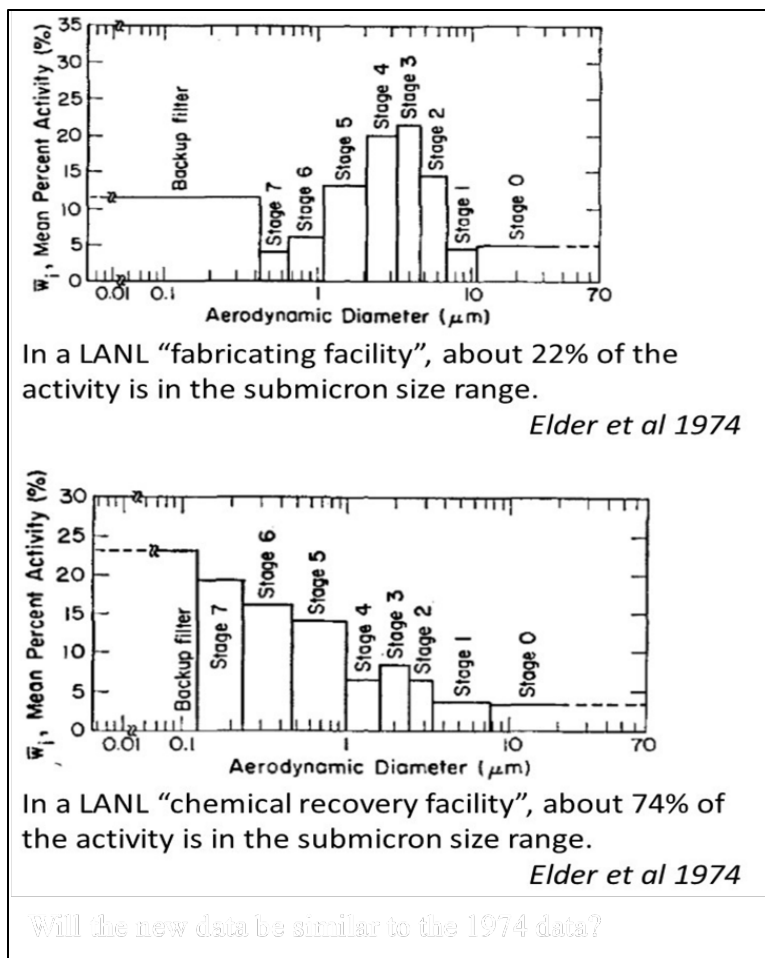 35
30
25
20
15
10
5
0
w̅ᵢ, Mean Percent Activity (%)
Backup filter
Stage 7
Stage 6
Stage 5
Stage 4
Stage 3
Stage 2
Stage 1
Stage 0
0.01 0.1 1 10 70
Aerodynamic Diameter (μm)
In a LANL “fabricating facility”, about 22% of the
activity is in the submicron size range.
Elder et al 1974
30
25
20
15
10
5
0
w̅ᵢ, Mean Percent Activity (%)
Backup filter
Stage 7
Stage 6
Stage 5
Stage 4
Stage 3
Stage 2
Stage 1
Stage 0
0.01 0.1 1 10 70
Aerodynamic Diameter (μm)
In a LANL “chemical recovery facility”, about 74% of
the activity is in the submicron size range.
Elder et al 1974
Will the new data be similar to the 1974 data?